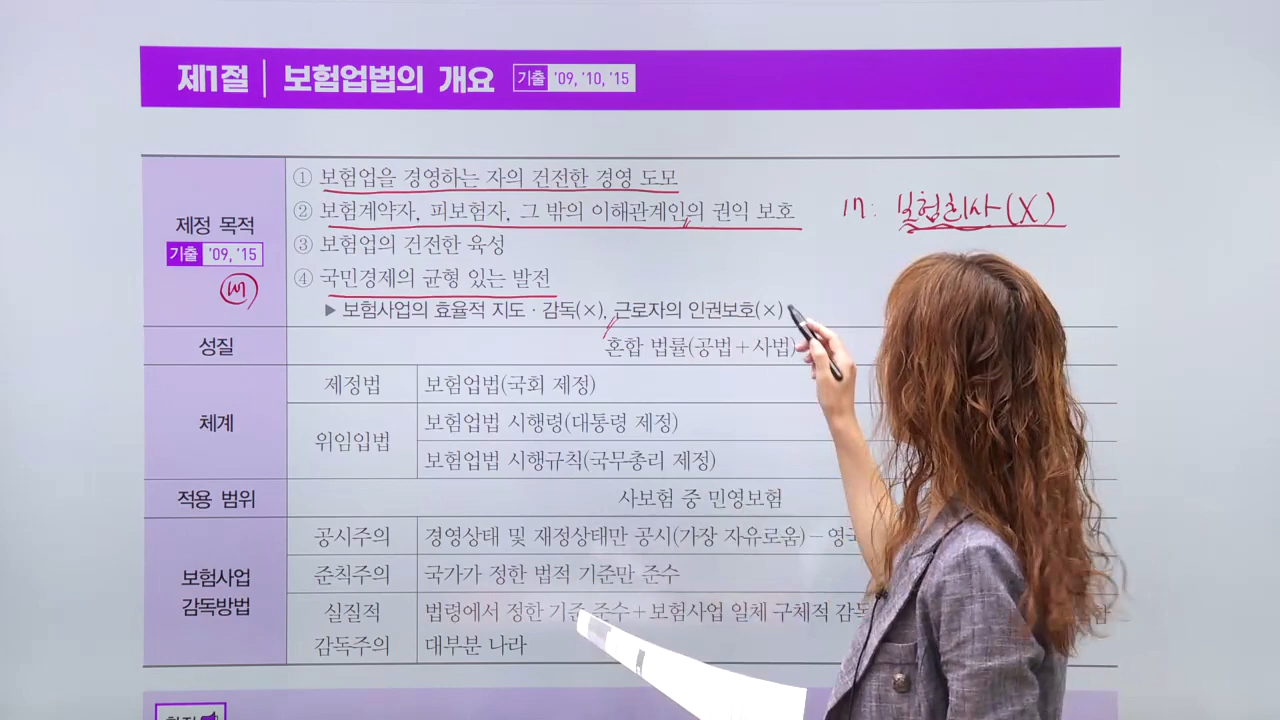 제1절 보험업법의 개요 기출 '09, '10, '15
제정 목적
기출 '09, '15
① 보험업을 경영하는 자의 건전한 경영 도모
② 보험계약자, 피보험자, 그 밖의 이해관계인의 권익 보호
③ 보험업의 건전한 육성
④ 국민경제의 균형 있는 발전
▶ 보험사업의 효율적 지도 · 감독(×), 근로자의 인권보호(×)
17: 보험회사(X)
17
성질
혼합 법률(공법+사법)
체계
제정법 보험업법(국회 제정)
위임입법
보험업법 시행령(대통령 제정)
보험업법 시행규칙(국무총리 제정)
적용 범위 사보험 중 민영보험
보험사업
감독방법
공시주의 경영상태 및 재정상태만 공시(가장 자유로움)-
준칙주의 국가가 정한 법적 기준만 준수
실질적
감독주의
법령에서 정한 기준 준수+보험사업 일체 구체적
대부분 나라